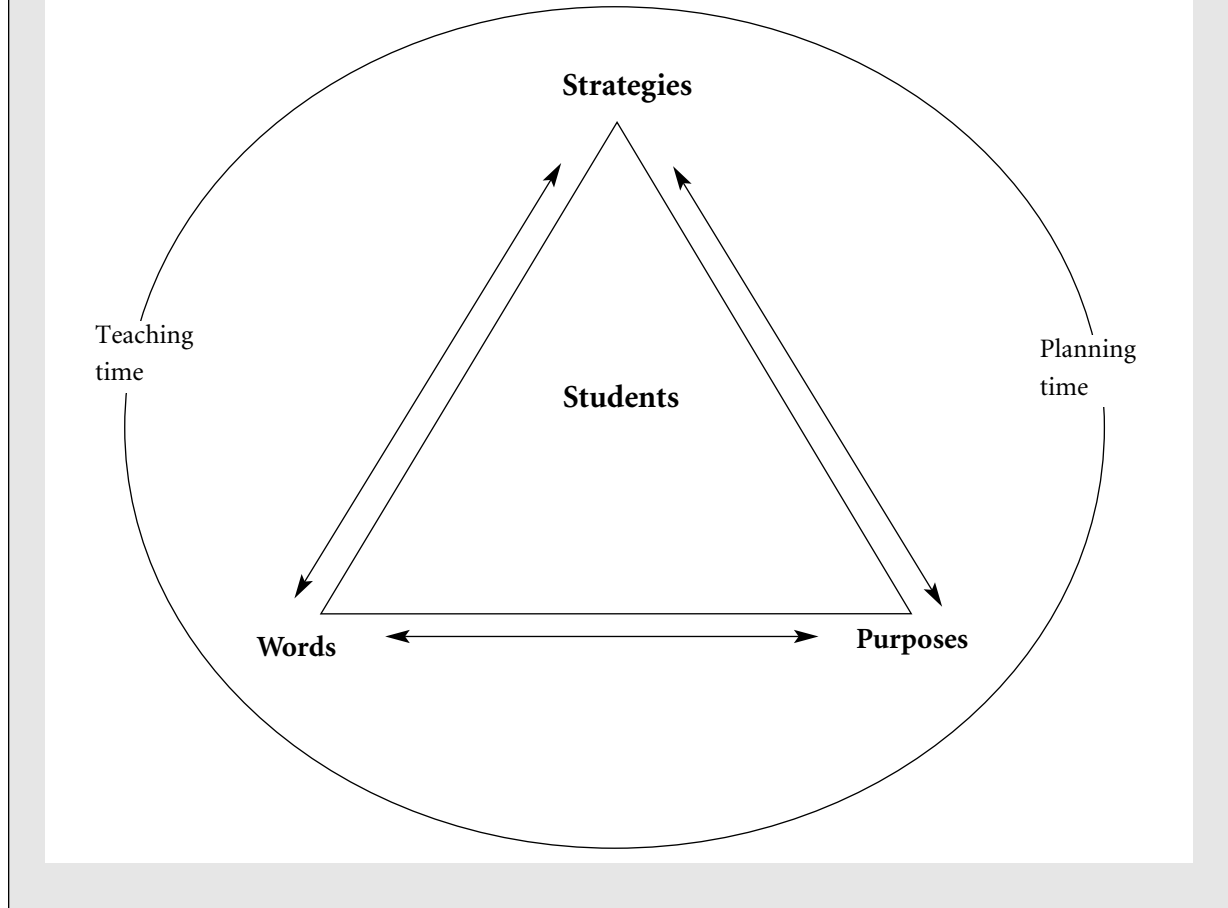 Strategies
Teaching
time
Planning
time
Students
Words
Purposes